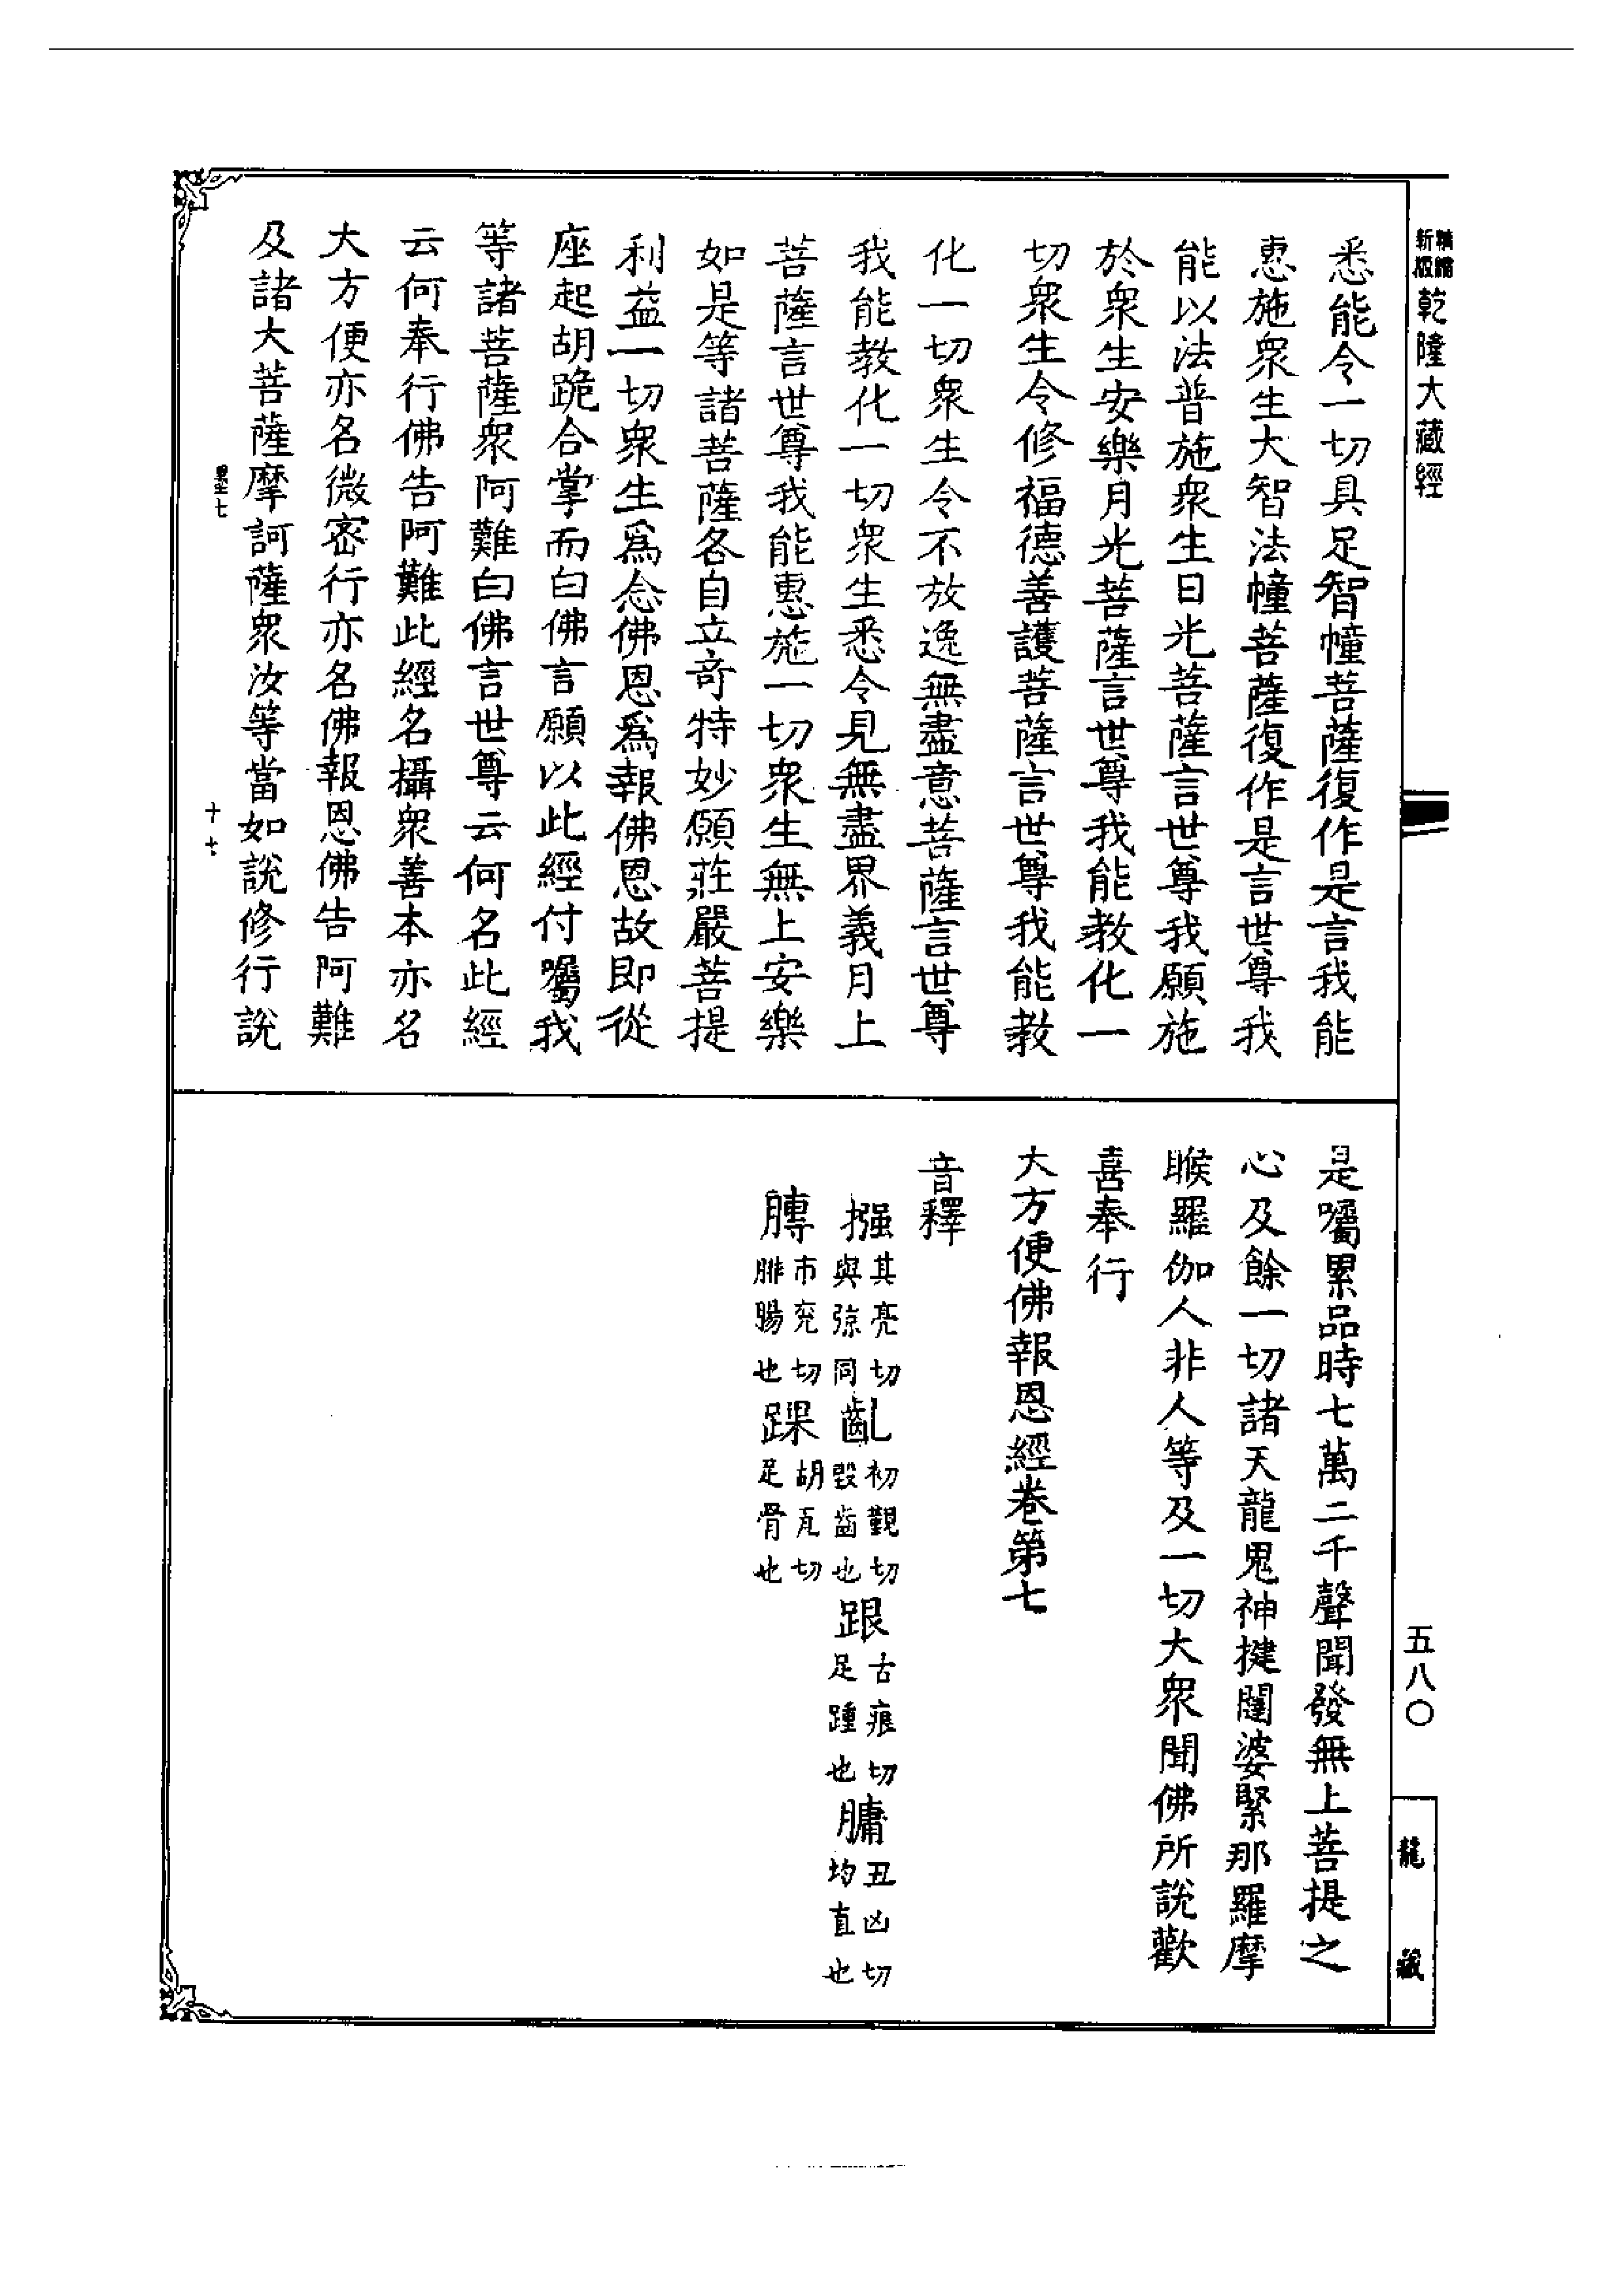 乾隆大藏經
悉能令一切具足智幢菩薩復作是言我能
惠施衆生大智法幢菩薩復作是言世尊我
能以法普施衆生日光菩薩言世尊我願施
於衆生安樂月光菩薩言世尊我能教化一
切衆生令修福德善護菩薩言世尊我能教
化一切衆生令不放逸無盡意菩薩言世尊
我能教化一切衆生悉令見無盡界義月上
菩薩言世尊我能惠施一切衆生無上安樂
如是等諸菩薩各自立奇特妙願莊嚴菩提
利益一切衆生爲念佛恩爲報佛恩故即從
座起胡跪合掌而白佛言願以此經付囑我
等諸菩薩衆阿難白佛言世尊云何名此經
云何奉行佛告阿難此經名攝衆善本亦名
大方便亦名微密行亦名佛報恩佛告阿難
及諸大菩薩摩訶薩衆汝等當如說修行說
十七
是囑累品時七萬二千聲聞發無上菩提之
心及餘一切諸天龍鬼神揵闥婆緊那羅摩
睺羅伽人非人等及一切大衆聞佛所說歡
喜奉行
大方便佛報恩經卷第七
音釋
摾其亮切與弶同齓初覲切毀齒也跟古痕切足踵也𦟛丑凶切均直也
膞市兖切腓腸也踝胡瓦切足骨也
五八〇
龍藏